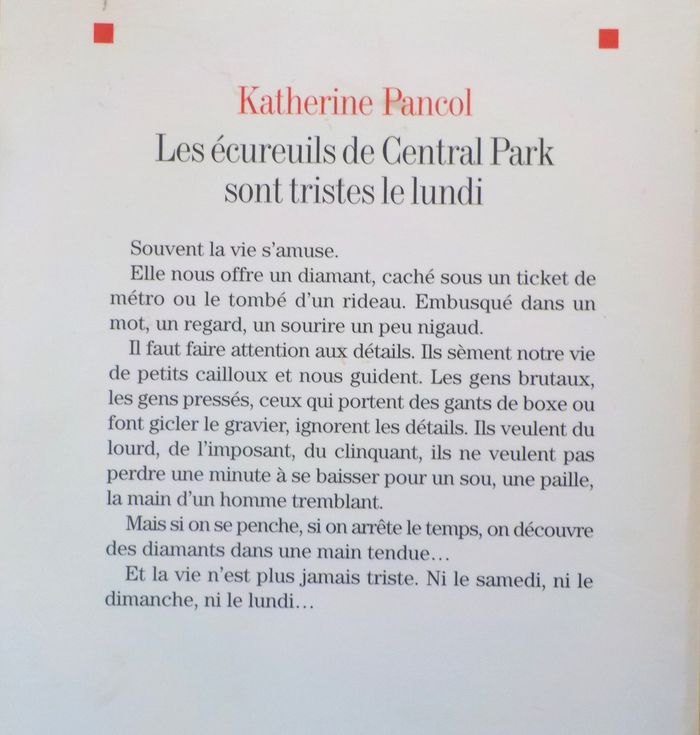 Katherine Pancol
Les écureuils de Central Park
sont tristes le lundi
Souvent la vie s'amuse.
Elle nous offre un diamant, caché sous un ticket de
métro ou le tombé d'un rideau. Embusqué dans un
mot, un regard, un sourire un peu nigaud.
Il faut faire attention aux détails. Ils sèment notre vie
de petits cailloux et nous guident. Les gens brutaux,
les gens pressés, ceux qui portent des gants de boxe ou
font gicler le gravier, ignorent les détails. Ils veulent du
lourd, de l'imposant, du clinquant, ils ne veulent pas
perdre une minute à se baisser pour un sou, une paille,
la main d'un homme tremblant.
Mais si on se penche, si on arrête le temps, on découvre
des diamants dans une main tendue…
Et la vie n'est plus jamais triste. Ni le samedi, ni le
dimanche, ni le lundi…